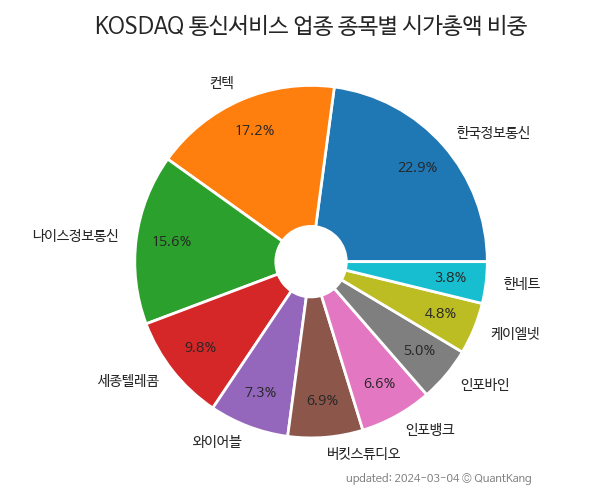 KOSDAQ 통신서비스 업종 종목별 시가총액 비중
컨텍
17.2%
한국정보통신
22.9%
나이스정보통신
15.6%
3.8%
한네트
4.8%
케이엘넷
9.8%
5.0%
세종텔레콤
인포바인
7.3%
6.6%
6.9%
인포뱅크
와이어블
버킷스튜디오
updated: 2024-03-04 © QuantKang